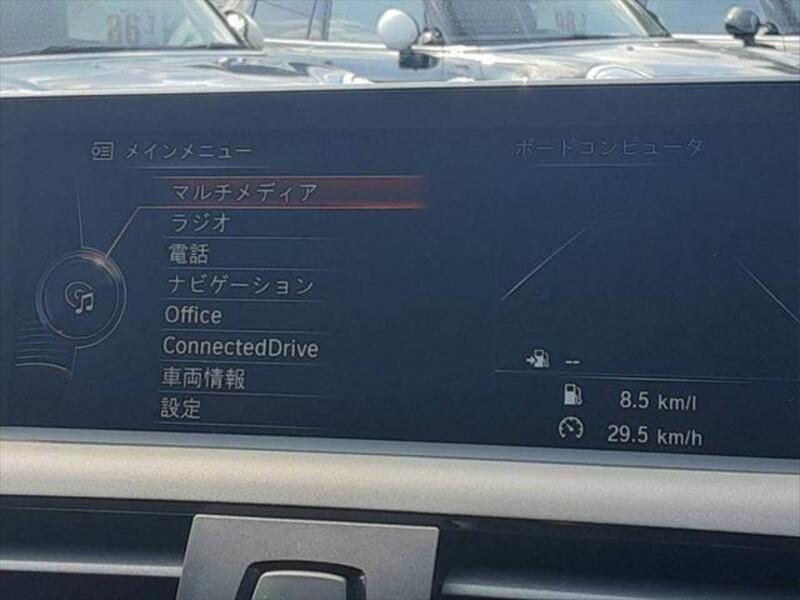 98
メインメニュー
ボードコンピュータ
マルチメディア
ラジオ
電話
ナビゲーション
Office
ConnectedDrive
車両情報
設定
--
8.5 km/l
29.5 km/h